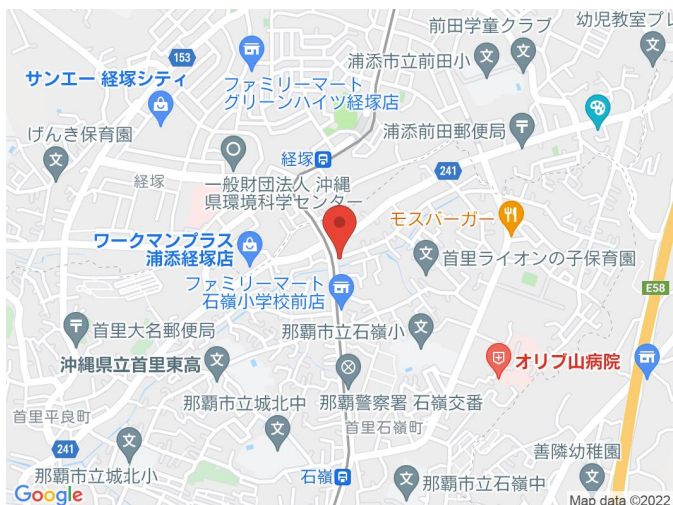 前田学童クラブ
幼児教室プレ
153
浦添市立前田小
サンエー 経塚シティ
ファミリーマート
グリーンハイツ経塚店
げんき保育園
浦添前田郵便局
経塚
241
経塚
一般財団法人 沖縄
県環境科学センター
モスバーガー
ワークマンプラス
浦添経塚店
首里ライオンの子保育園
E58
ファミリーマート
石嶺小学校前店
首里大名郵便局
那覇市立石嶺小
沖縄県立首里東高
オリブ山病院
首里平良町
那覇市立城北中
那覇警察署 石嶺交番
首里石嶺町
241
那覇市立城北小
石嶺
善隣幼稚園
那覇市立石嶺中
Google
Map data ©2022